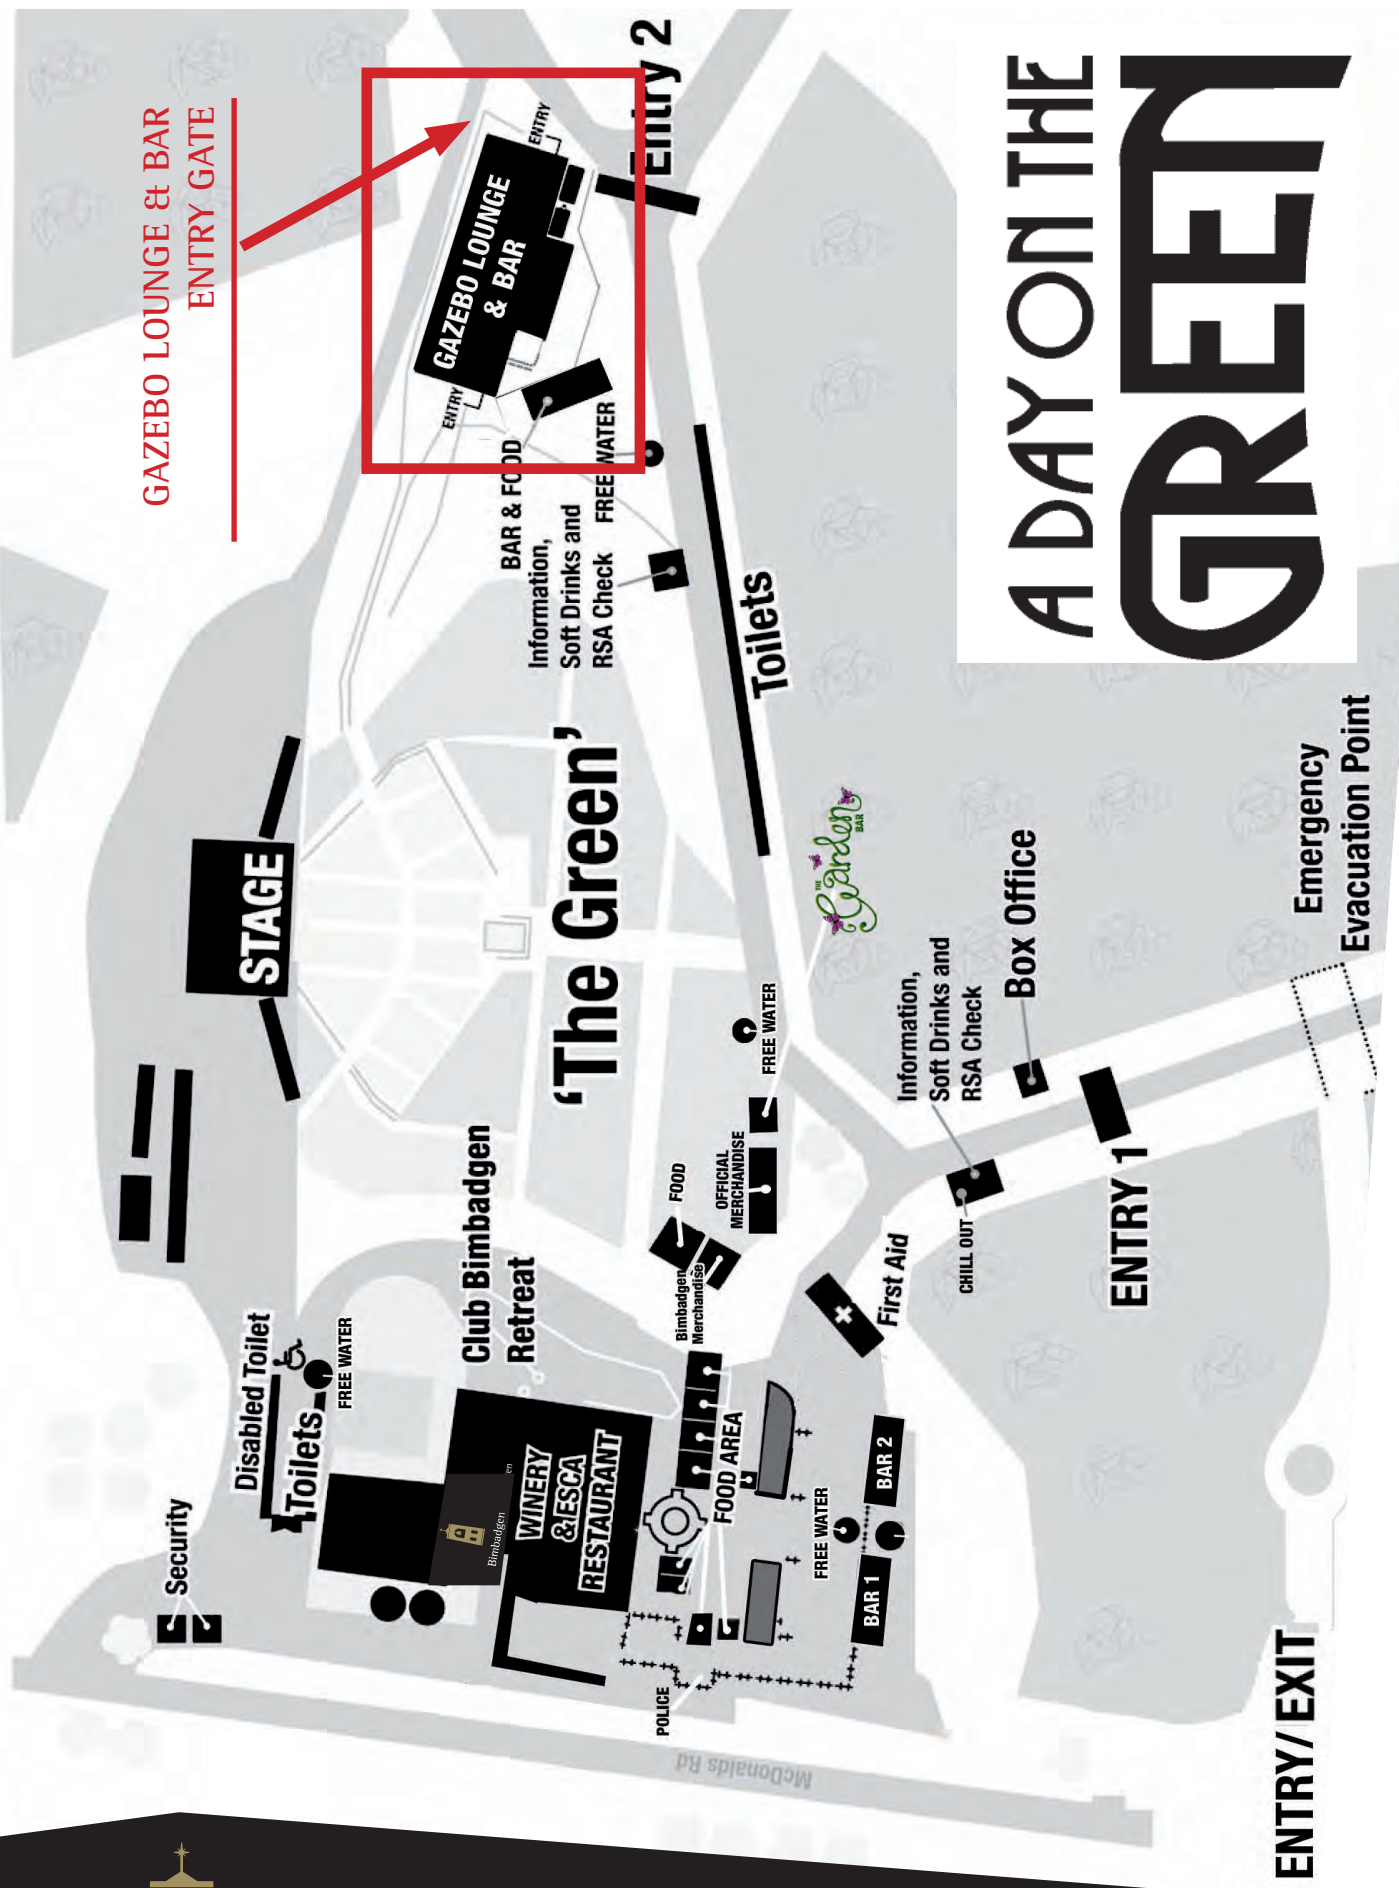 A DAY ON THE
GREEN
GAZEBO LOUNGE & BAR
ENTRY GATE
Entry 2
ENTRY
GAZEBO LOUNGE
& BAR
ENTRY
BAR & FOOD
FREE WATER
Information,
Soft Drinks and
RSA Check
Toilets
STAGE
'The Green'
THE
Garden
BAR
Emergency
Evacuation Point
Box Office
Information,
Soft Drinks and
RSA Check
CHILL OUT
ENTRY 1
FREE WATER
OFFICIAL
MERCHANDISE
FOOD
Bimbadgen
Merchandise
First Aid
Club Bimbadgen
Retreat
Disabled Toilet
Toilets
FREE WATER
Security
WINERY
& ESCA
RESTAURANT
Bimbadgen
en
FOOD AREA
FREE WATER
BAR 2
BAR 1
POLICE
McDonalds Rd
ENTRY/ EXIT